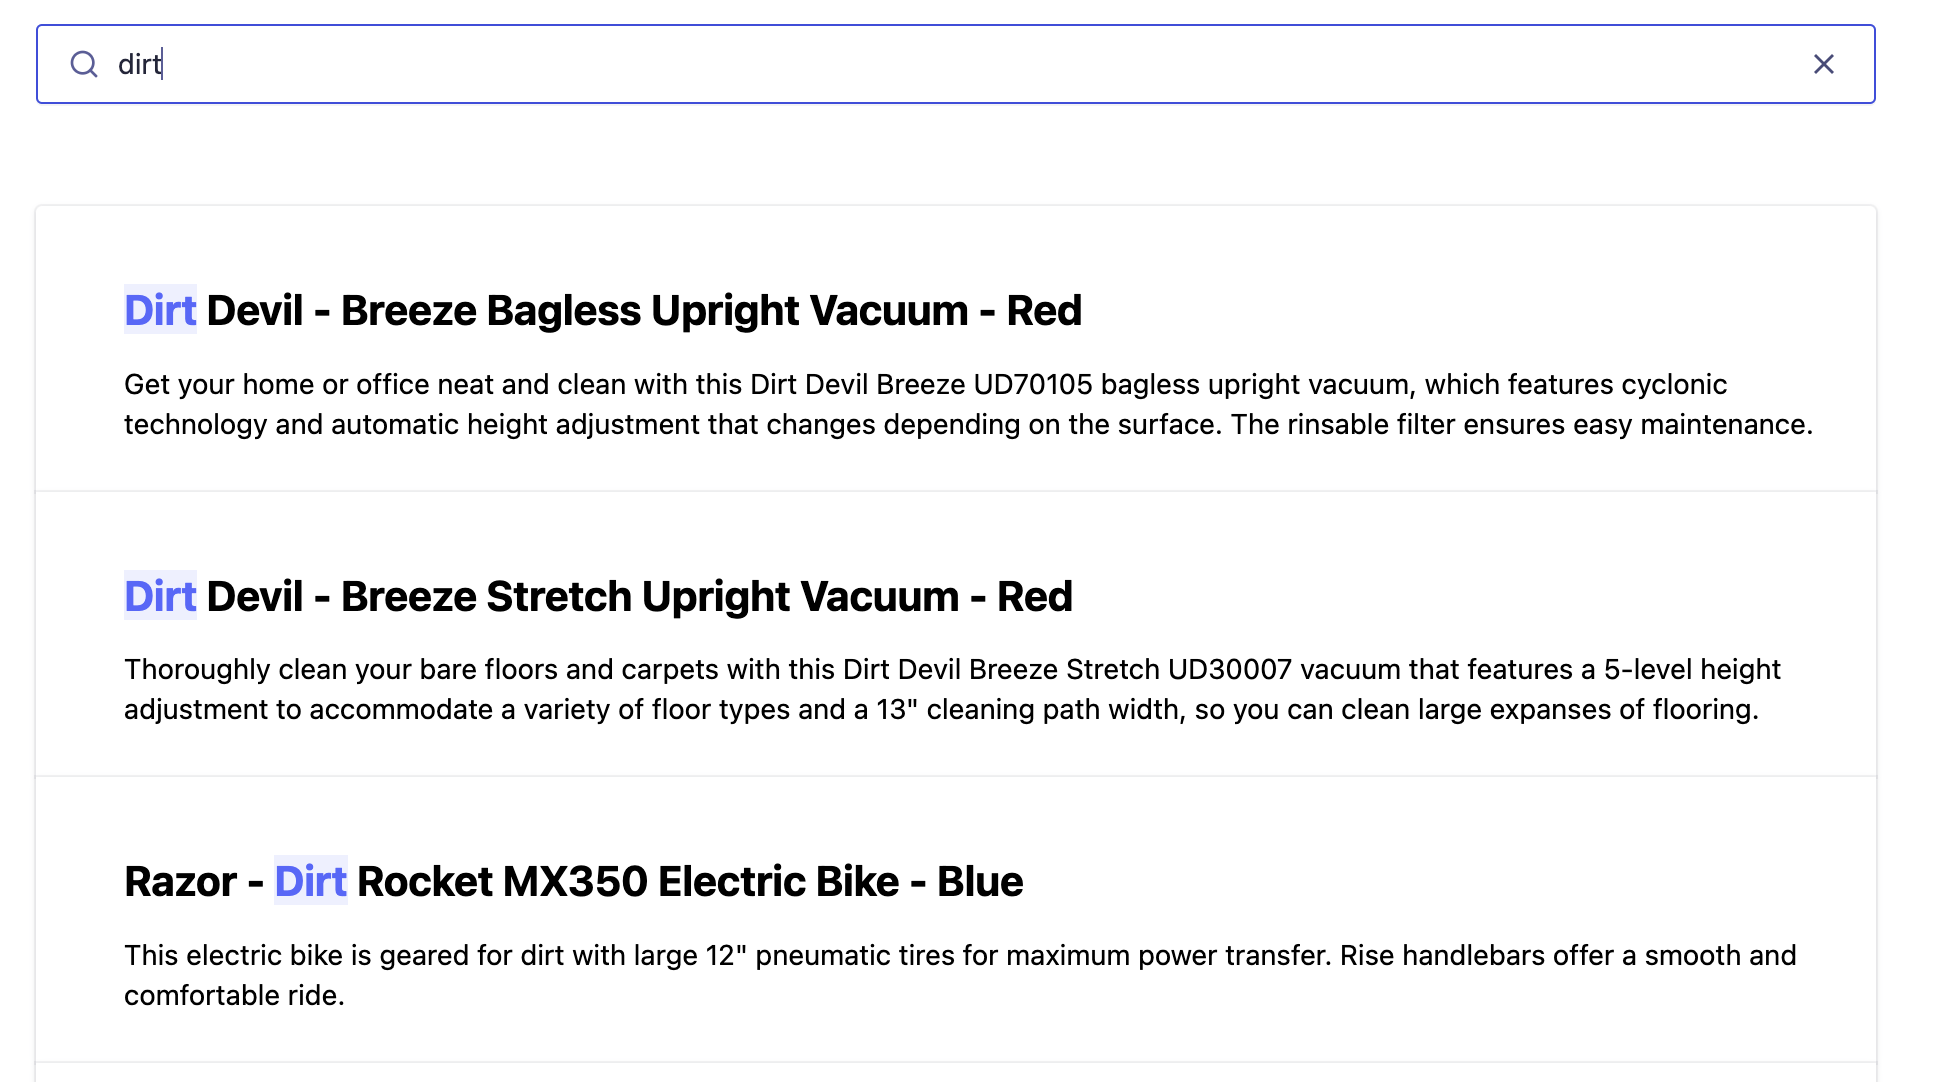 dirt
Dirt Devil - Breeze Bagless Upright Vacuum - Red
Get your home or office neat and clean with this Dirt Devil Breeze UD70105 bagless upright vacuum, which features cyclonic
technology and automatic height adjustment that changes depending on the surface. The rinsable filter ensures easy maintenance.
Dirt Devil - Breeze Stretch Upright Vacuum - Red
Thoroughly clean your bare floors and carpets with this Dirt Devil Breeze Stretch UD30007 vacuum that features a 5-level height
adjustment to accommodate a variety of floor types and a 13" cleaning path width, so you can clean large expanses of flooring.
Razor - Dirt Rocket MX350 Electric Bike - Blue
This electric bike is geared for dirt with large 12" pneumatic tires for maximum power transfer. Rise handlebars offer a smooth and
comfortable ride.